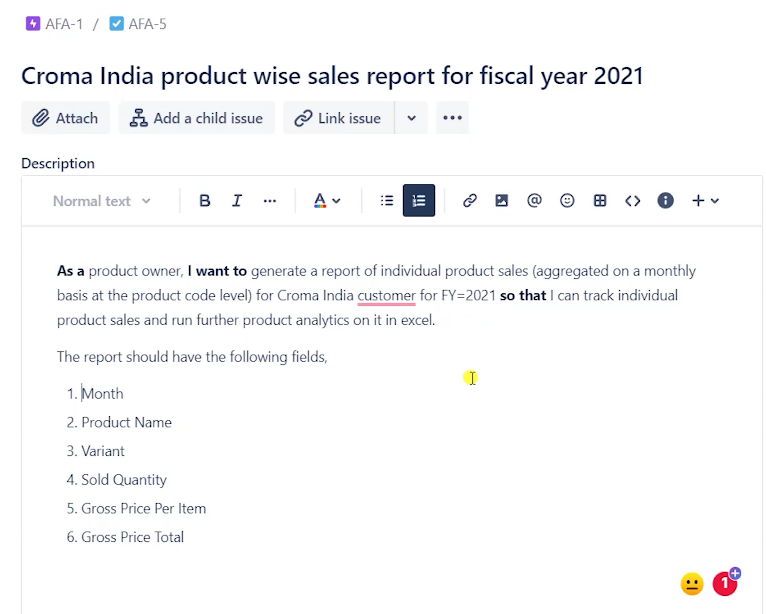 AFA-1 / AFA-5
Croma India product wise sales report for fiscal year 2021
Attach Add a child issue Link issue
Description
Normal text B I A
As a product owner, I want to generate a report of individual product sales (aggregated on a monthly
basis at the product code level) for Croma India customer for FY=2021 so that I can track individual
product sales and run further product analytics on it in excel.
The report should have the following fields,
1. Month
2. Product Name
3. Variant
4. Sold Quantity
5. Gross Price Per Item
6. Gross Price Total
1